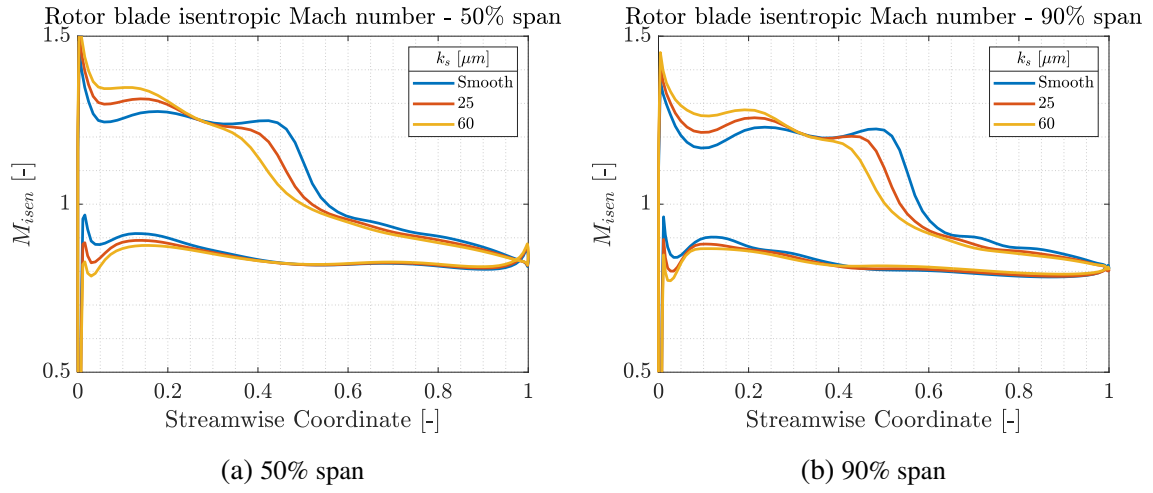 Rotor blade isentropic Mach number - 50% span
1.5
1
0.5
M_isen [-]
k_s [μm]
Smooth
25
60
0
0.2
0.4
0.6
0.8
1
Streamwise Coordinate [-]
(a) 50% span
Rotor blade isentropic Mach number - 90% span
1.5
1
0.5
M_isen [-]
k_s [μm]
Smooth
25
60
0
0.2
0.4
0.6
0.8
1
Streamwise Coordinate [-]
(b) 90% span